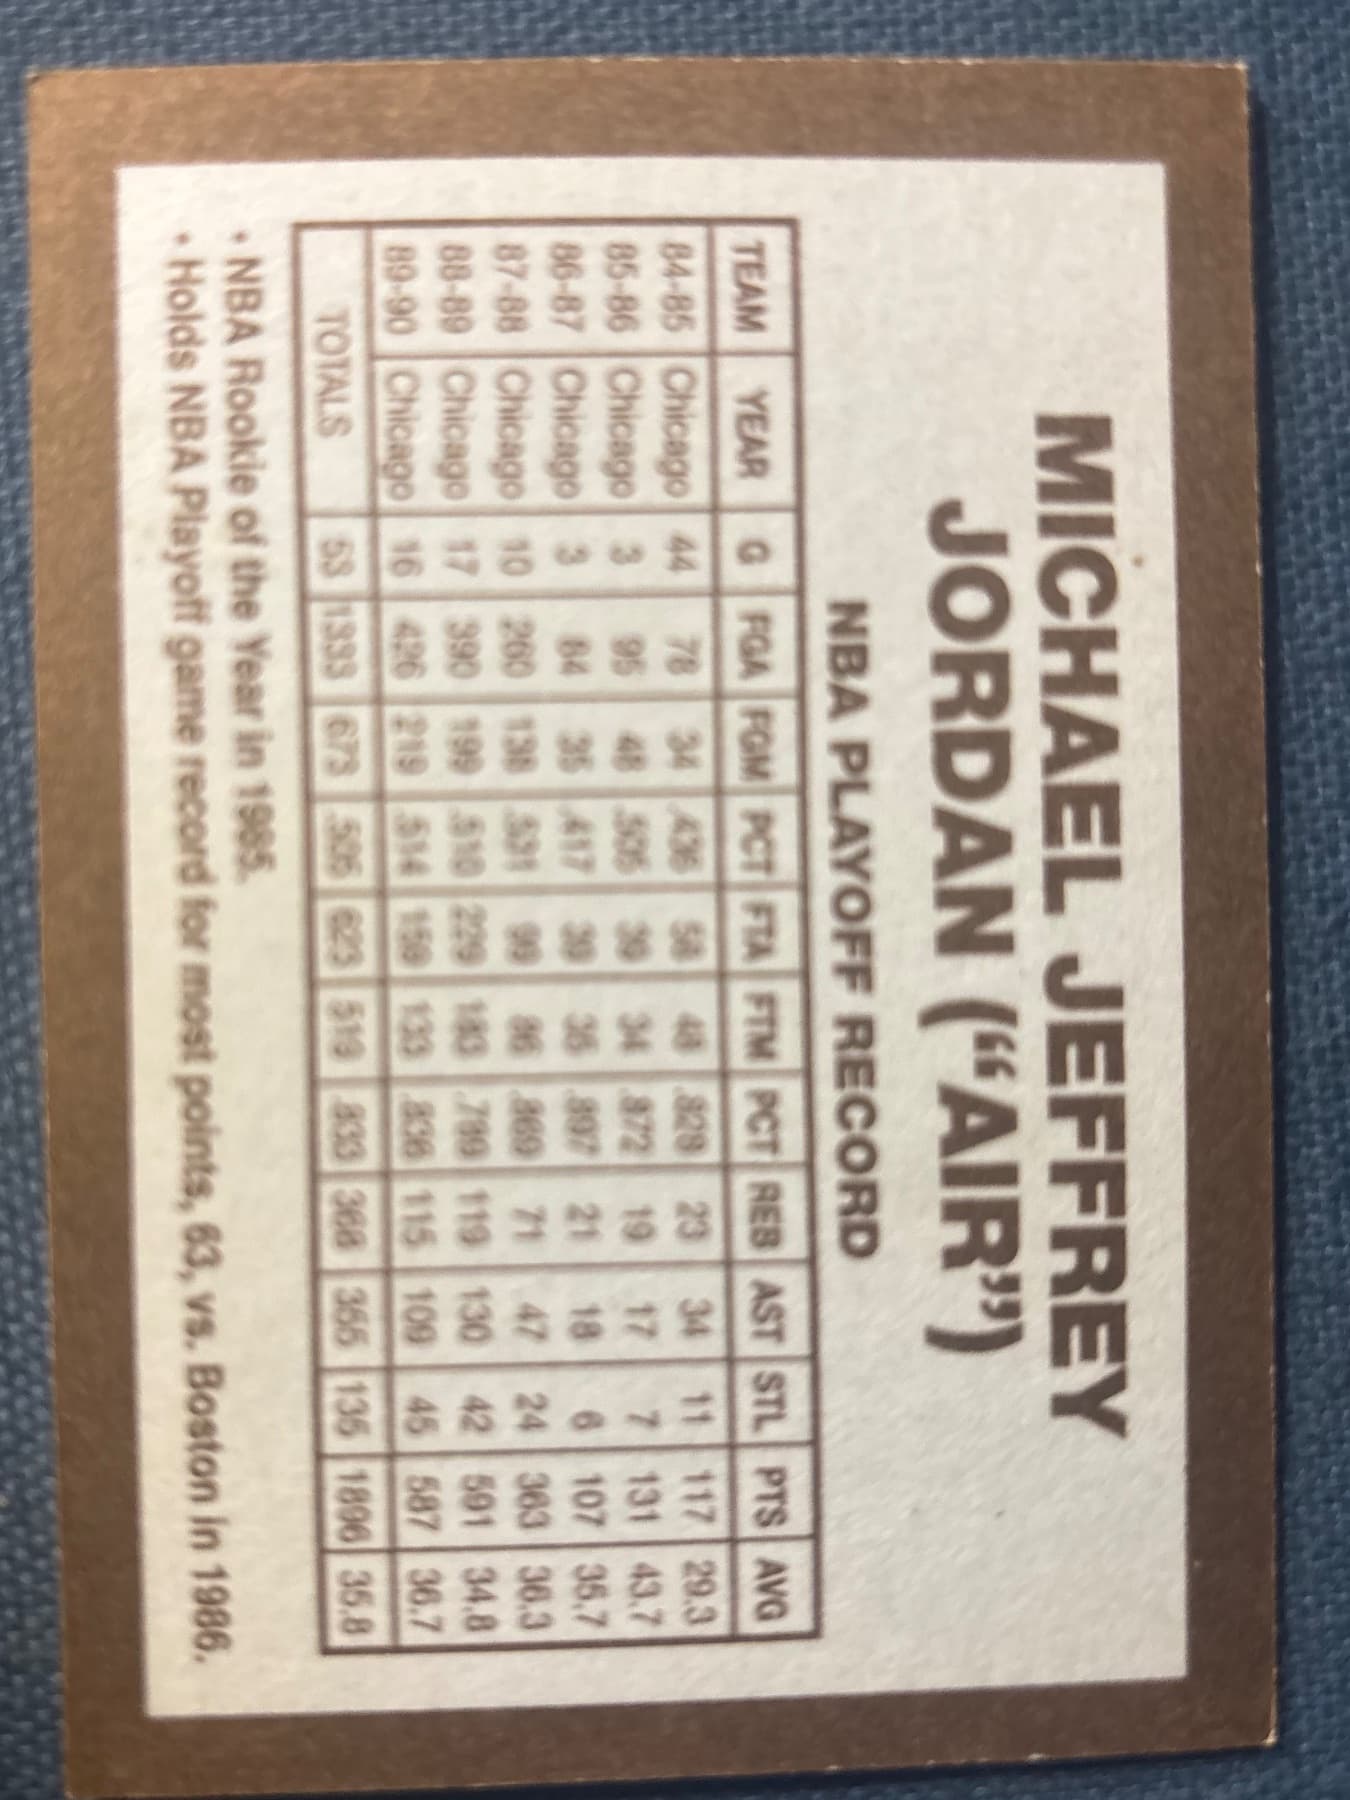 MICHAEL JEFFREY
JORDAN (“AIR”)
NBA PLAYOFF RECORD
TEAM YEAR G FGA FGM PCT FTA FTM PCT REB AST STL PTS AVG
84-85 Chicago 44 78 34 .436 58 48 .828 23 34 11 117 29.3
85-86 Chicago 3 95 48 .505 39 34 .872 19 17 7 131 43.7
86-87 Chicago 3 84 35 .417 39 35 .897 21 18 6 107 35.7
87-88 Chicago 10 260 138 .531 99 86 .869 71 47 24 363 36.3
88-89 Chicago 17 390 199 .510 229 183 .799 119 130 42 591 34.8
89-90 Chicago 16 426 219 .514 159 133 .836 115 109 45 587 36.7
TOTALS 53 1333 673 .505 623 519 .833 368 355 135 1896 35.8
• NBA Rookie of the Year in 1985.
• Holds NBA Playoff game record for most points, 63, vs. Boston in 1986.